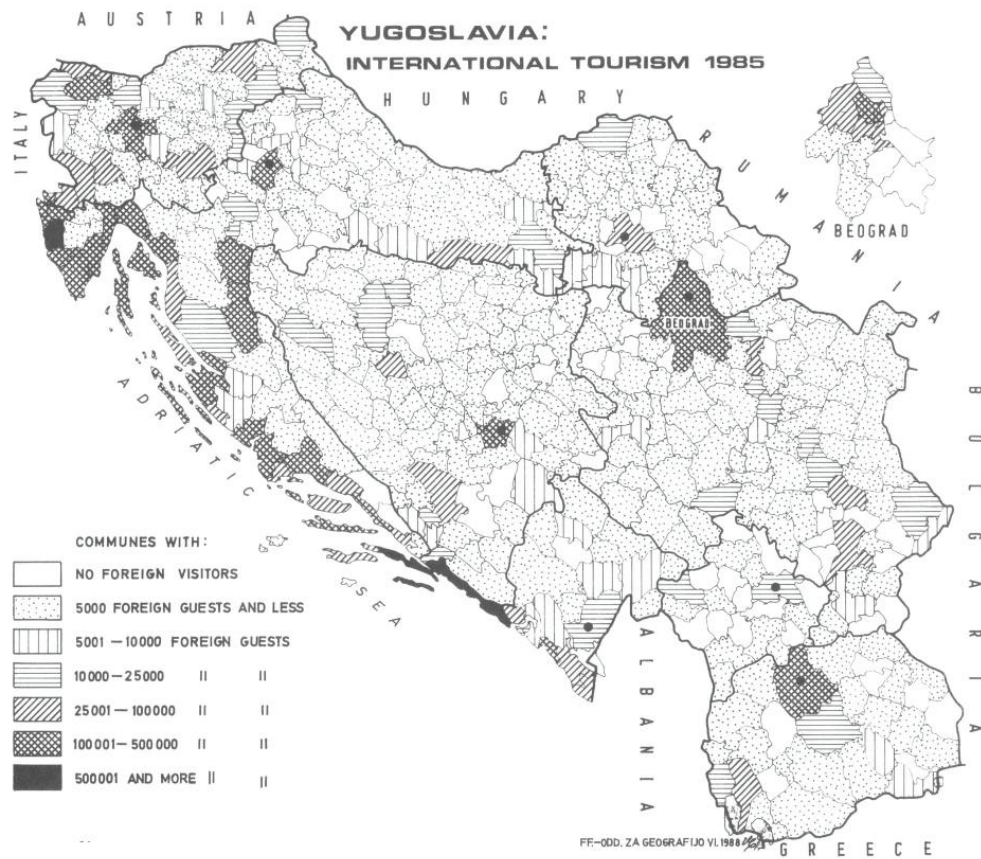 AUSTRIA
YUGOSLAVIA:
INTERNATIONAL TOURISM 1985
HUNGARY
ITALY
RUMANIA
BEOGRAD
BEOGRAD
BULGARIA
ADRIATIC
SEA
COMMUNES WITH:
NO FOREIGN VISITORS
5000 FOREIGN GUESTS AND LESS
5001-10000 FOREIGN GUESTS
10000-25000 " "
25001-100000 " "
100001-500000 " "
500001 AND MORE " "
ALBANIA
FF.-ODD. ZA GEOGRAFIJO VI. 1988
GREECE